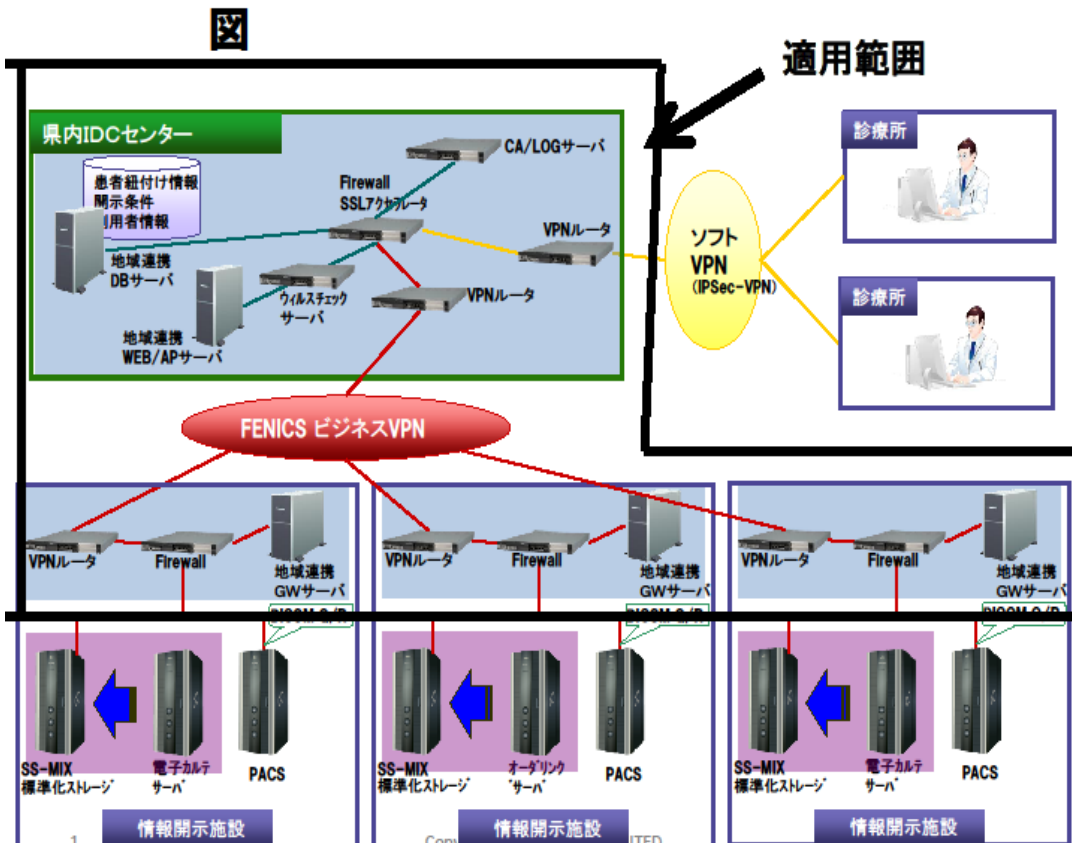 図
適用範囲
県内IDCセンター
患者紐付け情報
開示条件
利用者情報
地域連携
DBサーバ
地域連携
WEB/APサーバ
ウィルスチェック
サーバ
Firewall
SSLアクセラレータ
CA/LOGサーバ
VPNルータ
VPNルータ
ソフト
VPN
(IPSec-VPN)
診療所
診療所
FENICS ビジネスVPN
VPNルータ
Firewall
地域連携
GWサーバ
VPNルータ
Firewall
地域連携
GWサーバ
VPNルータ
Firewall
地域連携
GWサーバ
SS-MIX
標準化ストレージ
電子カルテ
サーバ
PACS
情報開示施設
SS-MIX
標準化ストレージ
オーダリング
サーバ
PACS
情報開示施設
SS-MIX
標準化ストレージ
電子カルテ
サーバ
PACS
情報開示施設
1